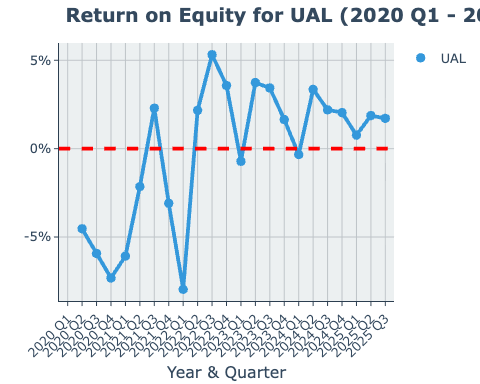 Return on Equity for UAL (2020 Q1 - 20
5%
0%
-5%
UAL
2020 Q1
2020 Q2
2020 Q3
2020 Q4
2021 Q1
2021 Q2
2021 Q3
2021 Q4
2022 Q1
2022 Q2
2022 Q3
2022 Q4
2023 Q1
2023 Q2
2023 Q3
2023 Q4
2024 Q1
2024 Q2
2024 Q3
2024 Q4
2025 Q1
2025 Q2
2025 Q3
Year & Quarter